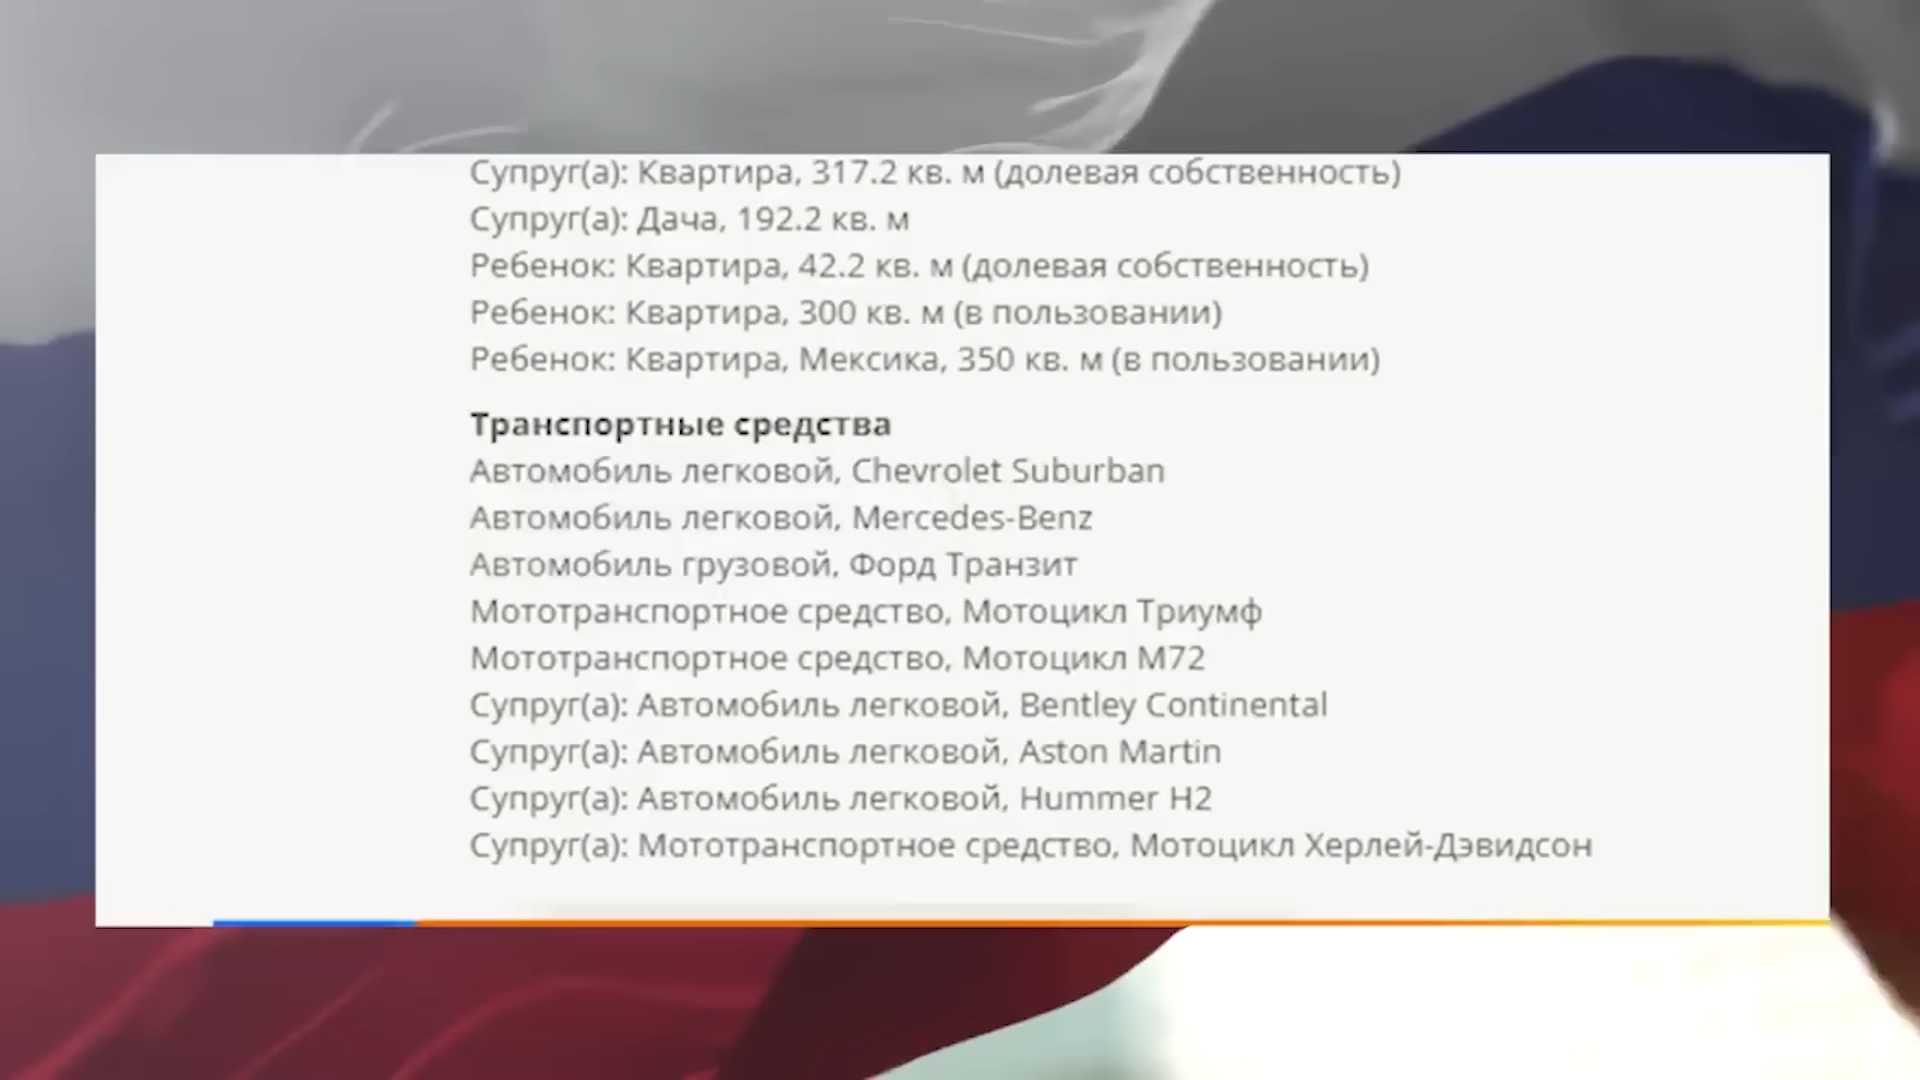 Супруг(а): Квартира, 317.2 кв. м (долевая собственность)
Супруг(а): Дача, 192.2 кв. м
Ребенок: Квартира, 42.2 кв. м (долевая собственность)
Ребенок: Квартира, 300 кв. м (в пользовании)
Ребенок: Квартира, Мексика, 350 кв. м (в пользовании)
Транспортные средства
Автомобиль легковой, Chevrolet Suburban
Автомобиль легковой, Mercedes-Benz
Автомобиль грузовой, Форд Транзит
Мототранспортное средство, Мотоцикл Триумф
Мототранспортное средство, Мотоцикл М72
Супруг(а): Автомобиль легковой, Bentley Continental
Супруг(а): Автомобиль легковой, Aston Martin
Супруг(а): Автомобиль легковой, Hummer H2
Супруг(а): Мототранспортное средство, Мотоцикл Херлей-Дэвидсон